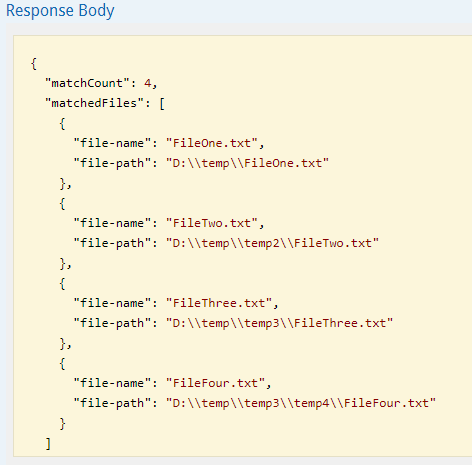 Response Body
{
"matchCount": 4,
"matchedFiles": [
{
"file-name": "FileOne.txt",
"file-path": "D:\\temp\\FileOne.txt"
},
{
"file-name": "FileTwo.txt",
"file-path": "D:\\temp\\temp2\\FileTwo.txt"
},
{
"file-name": "FileThree.txt",
"file-path": "D:\\temp\\temp3\\FileThree.txt"
},
{
"file-name": "FileFour.txt",
"file-path": "D:\\temp\\temp3\\temp4\\FileFour.txt"
}
]